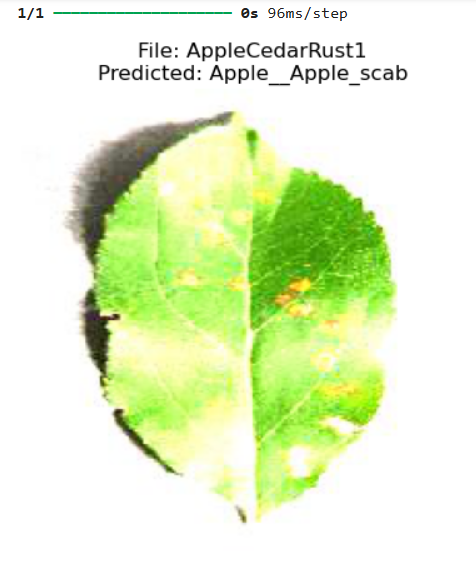 1/1 ━━━━━━━━━━━━━━━━━━━━ 0s 96ms/step
File: AppleCedarRust1
Predicted: Apple__Apple_scab